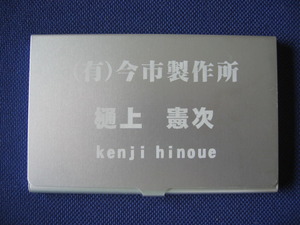 (有)今市製作所
樋上 憲次
kenji hinoue